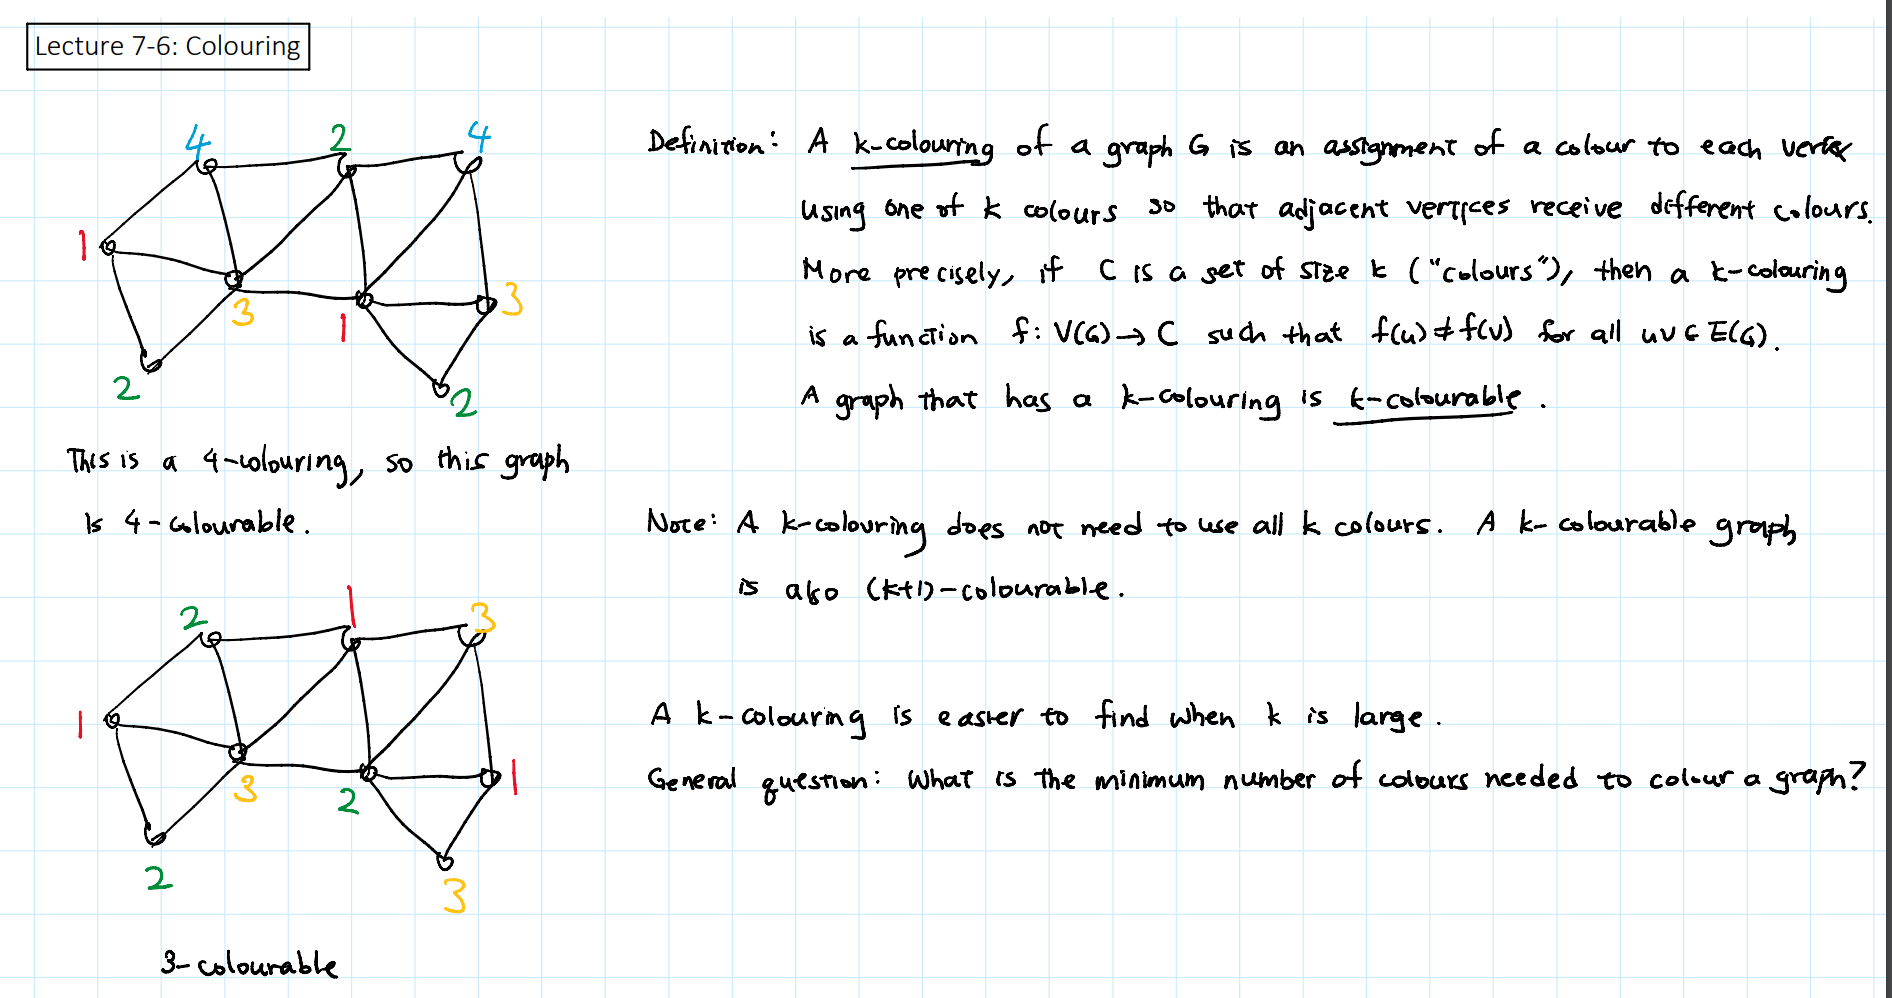 Lecture 7-6: Colouring
4 2 4
1
3 1 3
2 2
This is a 4-colouring, so this graph
is 4-colourable.
2 1 3
1
3 2 1
2 3
3-colourable
Definition: A k-colouring of a graph G is an assignment of a colour to each vertex
using one of k colours so that adjacent vertices receive different colours.
More precisely, if C is a set of size k ("colours"), then a k-colouring
is a function f: V(G) → C such that f(u) ≠ f(v) for all uv ∈ E(G).
A graph that has a k-colouring is k-colourable.
Note: A k-colouring does not need to use all k colours. A k-colourable graph
is also (k+1)-colourable.
A k-colouring is easier to find when k is large.
General question: What is the minimum number of colours needed to colour a graph?